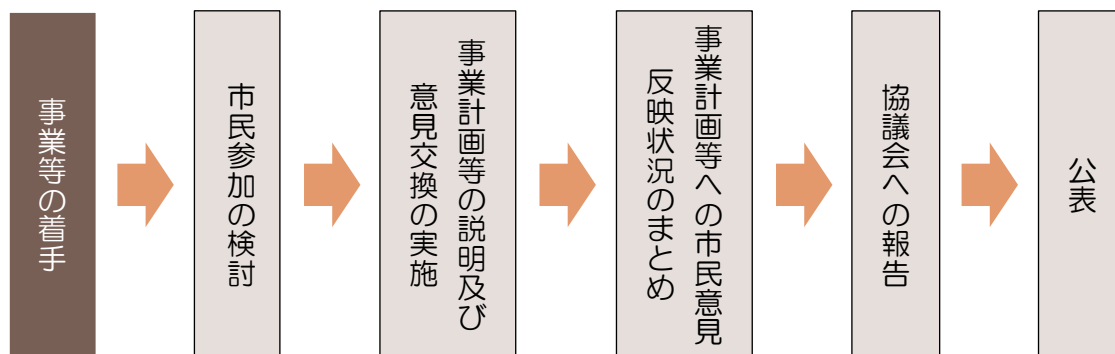 事業等の着手
市民参加の検討
事業計画等の説明及び
意見交換の実施
事業計画等への市民意見
反映状況のまとめ
協議会への報告
公表